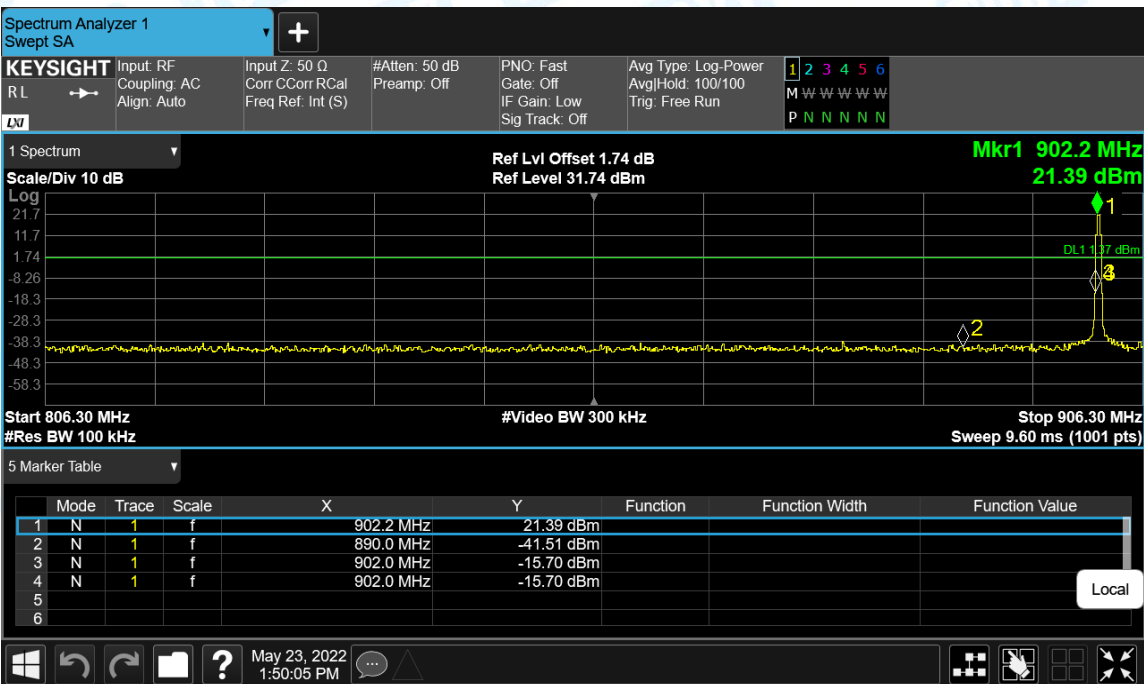 Spectrum Analyzer 1
Swept SA
+
KEYSIGHT
R L
LXI
Input: RF
Coupling: AC
Align: Auto
Input Z: 50 Ω
Corr CCorr RCal
Freq Ref: Int (S)
#Atten: 50 dB
Preamp: Off
PNO: Fast
Gate: Off
IF Gain: Low
Sig Track: Off
Avg Type: Log-Power
Avg|Hold: 100/100
Trig: Free Run
1 2 3 4 5 6
M W W W W W
P N N N N N
1 Spectrum
Scale/Div 10 dB
Ref Lvl Offset 1.74 dB
Ref Level 31.74 dBm
Mkr1 902.2 MHz
21.39 dBm
Log
21.7
11.7
1.74
-8.26
-18.3
-28.3
-38.3
-48.3
-58.3
1
DL1 1.37 dBm
2
Start 806.30 MHz
#Res BW 100 kHz
#Video BW 300 kHz
Stop 906.30 MHz
Sweep 9.60 ms (1001 pts)
5 Marker Table
Mode Trace Scale X Y Function Function Width Function Value
1 N 1 f 902.2 MHz 21.39 dBm
2 N 1 f 890.0 MHz -41.51 dBm
3 N 1 f 902.0 MHz -15.70 dBm
4 N 1 f 902.0 MHz -15.70 dBm
5
6
Local
?
May 23, 2022
1:50:05 PM